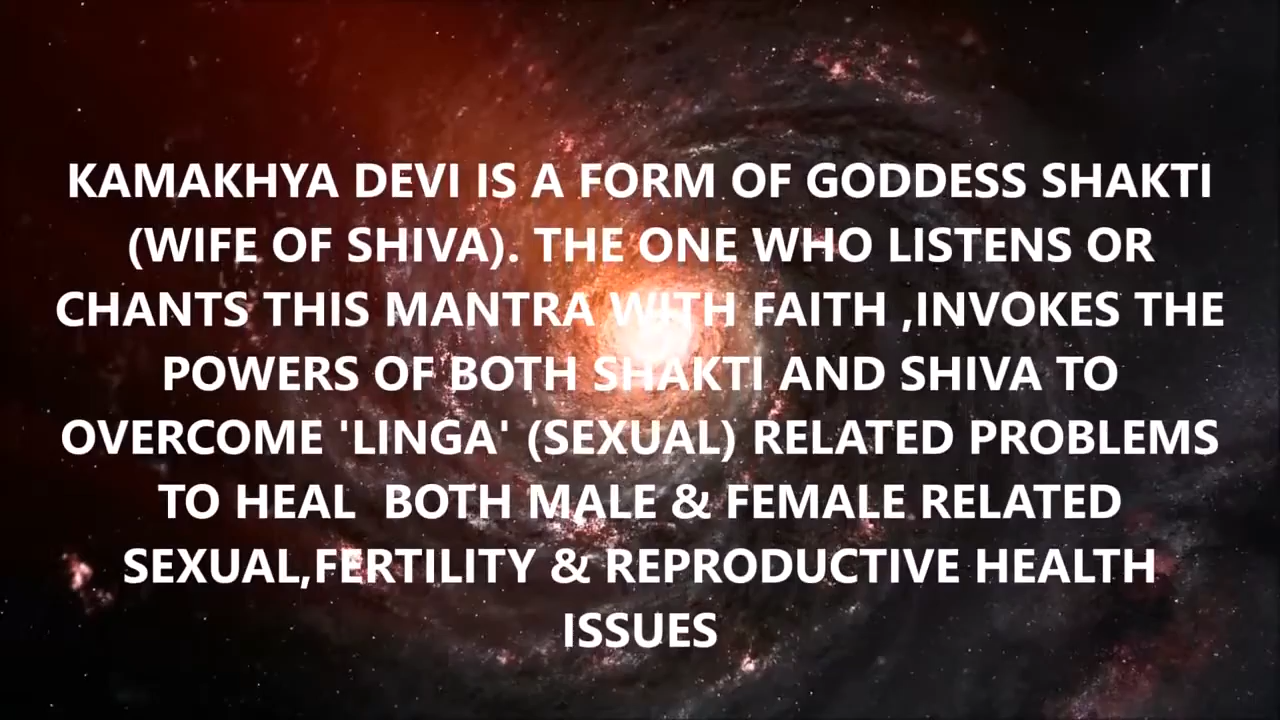 KAMAKHYA DEVI IS A FORM OF GODDESS SHAKTI
(WIFE OF SHIVA). THE ONE WHO LISTENS OR
CHANTS THIS MANTRA WITH FAITH ,INVOKES THE
POWERS OF BOTH SHAKTI AND SHIVA TO
OVERCOME 'LINGA' (SEXUAL) RELATED PROBLEMS
TO HEAL  BOTH MALE & FEMALE RELATED
SEXUAL,FERTILITY & REPRODUCTIVE HEALTH
ISSUES